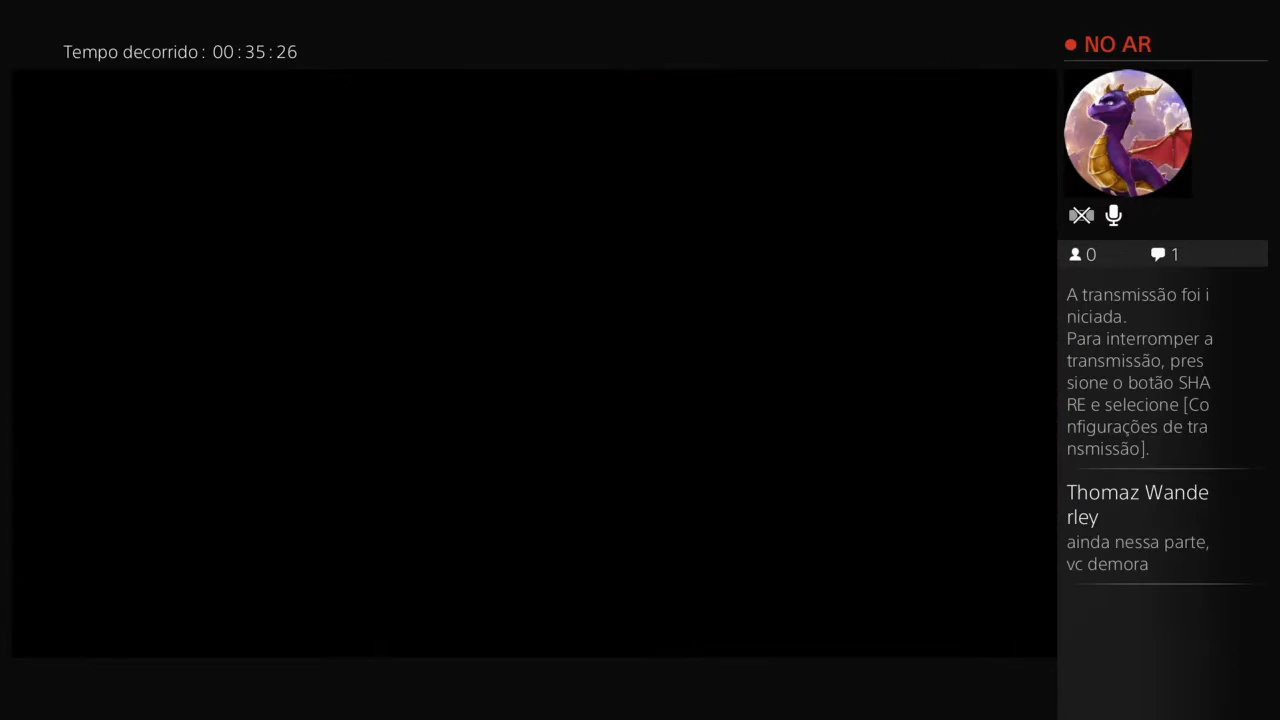 Tempo decorrido: 00:35:26
NO AR
0
1
A transmissão foi i
niciada.
Para interromper a
transmissão, pres
sione o botão SHA
RE e selecione [Co
nfigurações de tra
nsmissão].
Thomaz Wande
rley
ainda nessa parte,
vc demora